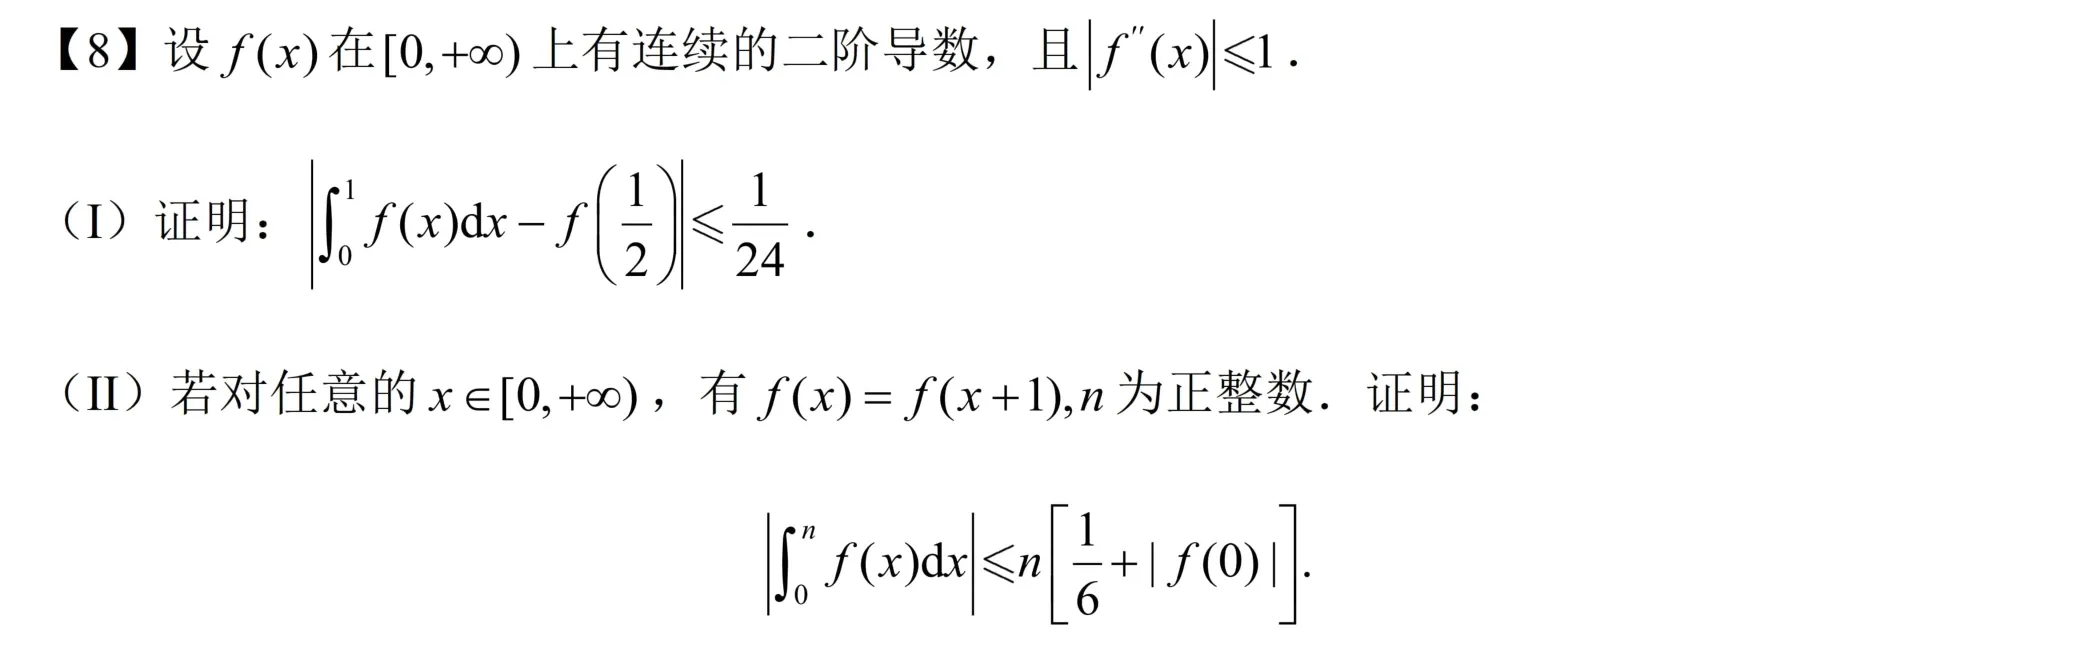 【8】设 f(x) 在 [0,+∞) 上有连续的二阶导数，且 |f″(x)|⩽1．
（I）证明：|∫₀¹ f(x)dx − f(1/2)| ⩽ 1/24．
（II）若对任意的 x∈[0,+∞)，有 f(x) = f(x+1),n 为正整数．证明：
|∫₀ⁿ f(x)dx| ⩽ n[1/6 + | f(0) |].